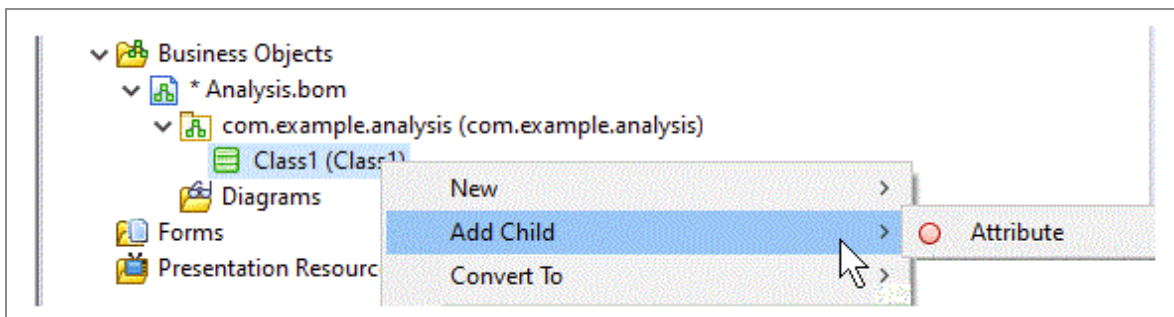 Business Objects
* Analysis.bom
com.example.analysis (com.example.analysis)
Class1 (Class1)
New
Diagrams
Forms
Add Child
Attribute
Presentation Resourc
Convert To